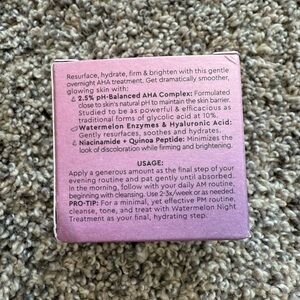 Resurface, hydrate, firm & brighten with this gentle
overnight AHA treatment. Get dramatically smoother,
glowing skin with:
2.5% pH-Balanced AHA Complex: Formulated
close to skin's natural pH to maintain the skin barrier.
Studied to be as powerful & efficacious as
traditional forms of glycolic acid at 10%.
Watermelon Enzymes & Hyaluronic Acid:
Gently resurfaces, soothes and hydrates.
Niacinamide + Quinoa Peptide: Minimizes the
look of discoloration while firming and brightening.
USAGE:
Apply a generous amount as the final step of your
evening routine and pat gently until absorbed.
In the morning, follow with your daily AM routine,
beginning with cleansing. Use 2-3x/week or as needed.
PRO-TIP: For a minimal, yet effective PM routine,
cleanse, tone, and treat with Watermelon Night
Treatment as your final, hydrating step.